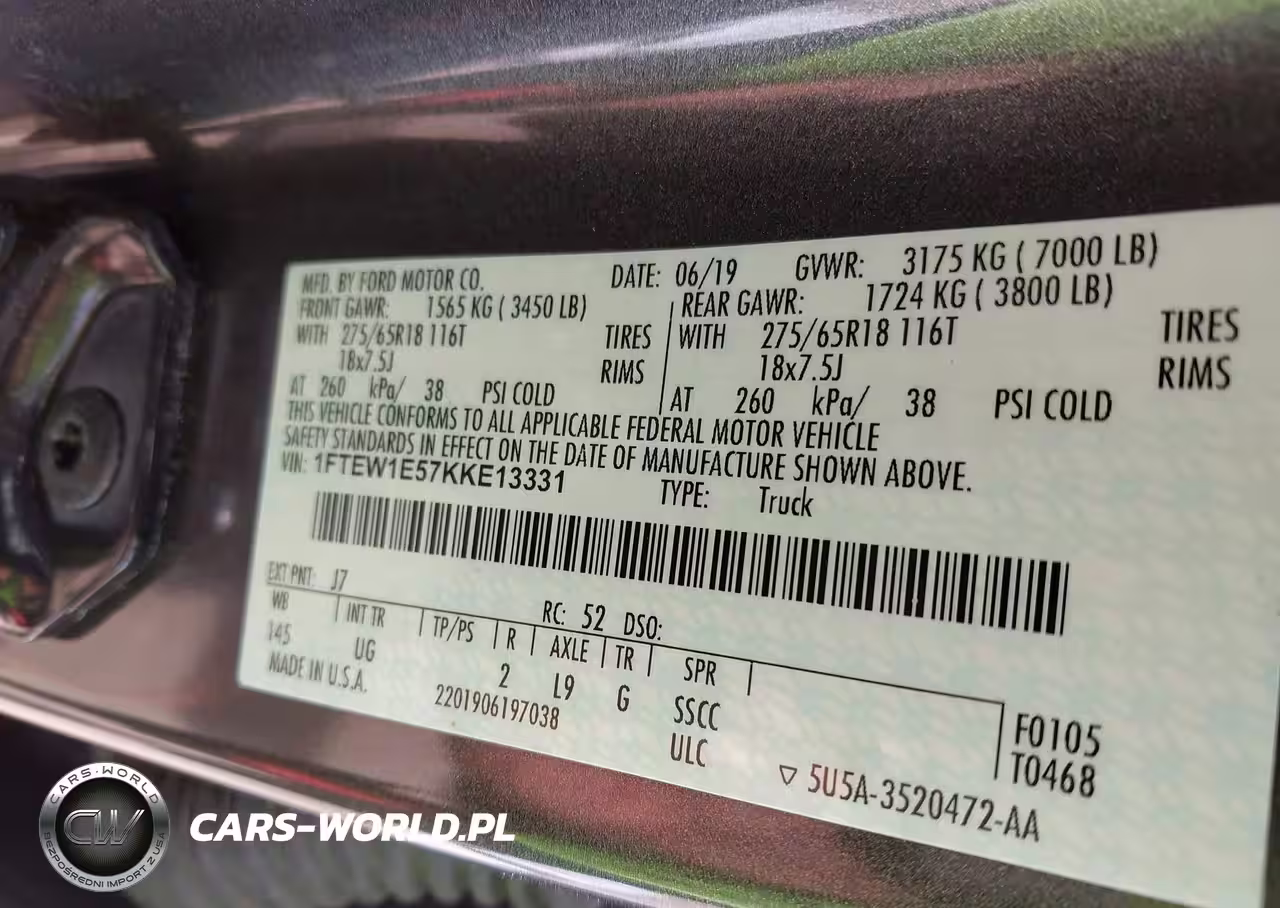 MFD. BY FORD MOTOR CO. DATE: 06/19 GVWR: 3175 KG ( 7000 LB)
FRONT GAWR: 1565 KG ( 3450 LB) REAR GAWR: 1724 KG ( 3800 LB)
WITH 275/65R18 116T TIRES WITH 275/65R18 116T TIRES
18x7.5J RIMS 18x7.5J RIMS
AT 260 kPa/ 38 PSI COLD AT 260 kPa/ 38 PSI COLD
THIS VEHICLE CONFORMS TO ALL APPLICABLE FEDERAL MOTOR VEHICLE
SAFETY STANDARDS IN EFFECT ON THE DATE OF MANUFACTURE SHOWN ABOVE.
VIN: 1FTEW1E57KKE13331 TYPE: Truck
EXT PNT: J7 RC: 52 DSO:
WB INT TR TP/PS R AXLE TR SPR
145 UG 2 L9 G SSCC
MADE IN U.S.A. 2201906197038 ULC
F0105
T0468
▽ 5U5A-3520472-AA
CARS-WORLD
CW
BEZPOŚREDNI IMPORT Z USA
CARS-WORLD.PL